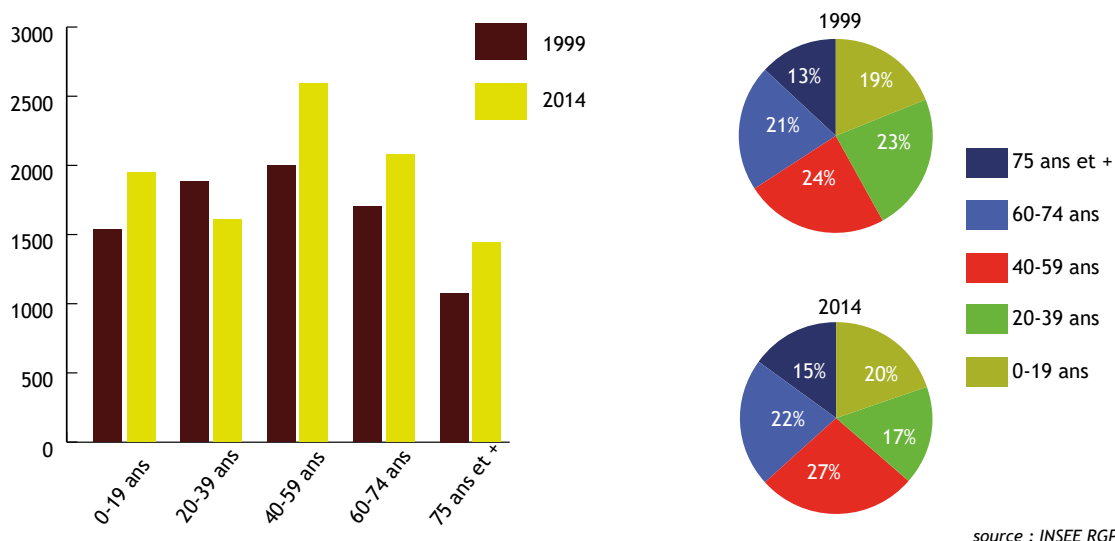 3000
2500
2000
1500
1000
500
0
0-19 ans
20-39 ans
40-59 ans
60-74 ans
75 ans et +
1999
2014
1999
13%
19%
21%
23%
24%
2014
15%
20%
22%
17%
27%
75 ans et +
60-74 ans
40-59 ans
20-39 ans
0-19 ans
source : INSEE RGP